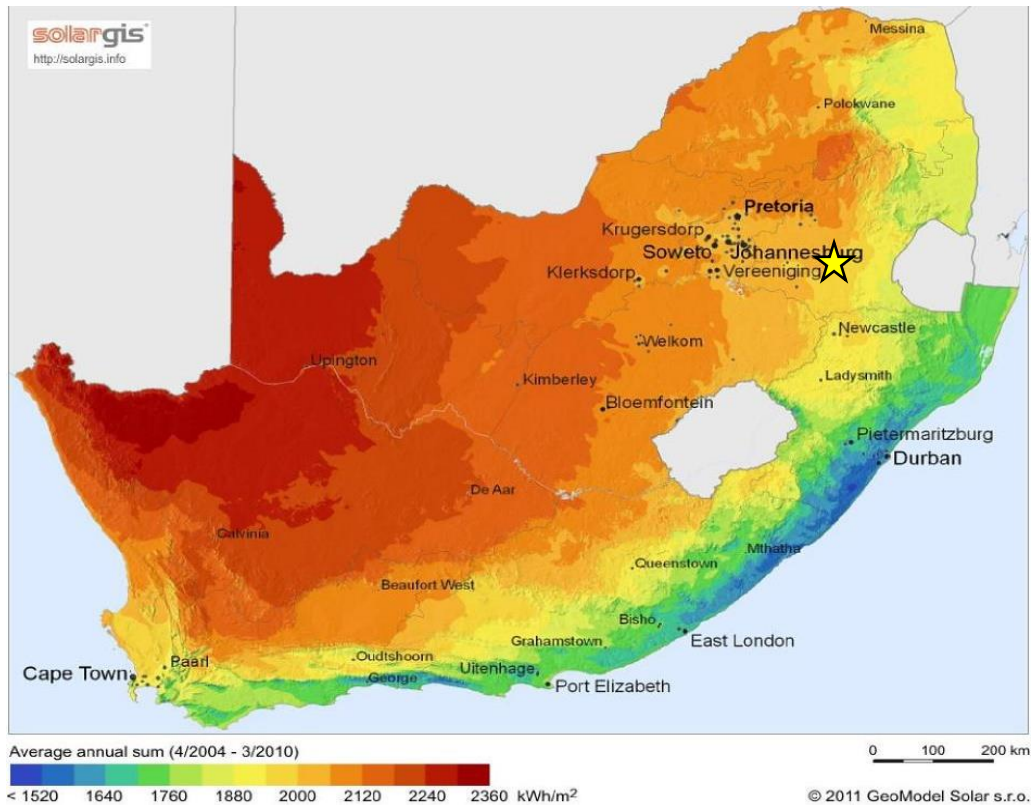 solargis
http://solargis.info
Messina
Polokwane
Pretoria
Krugersdorp
Soweto
Johannesburg
Klerksdorp
Vereeniging
Newcastle
Welkom
Upington
Kimberley
Ladysmith
Bloemfontein
Pietermaritzburg
Durban
De Aar
Calvinia
Mthatha
Queenstown
Beaufort West
Bisho
Grahamstown
East London
Oudtshoorn
Paarl
Uitenhage
Cape Town
George
Port Elizabeth
Average annual sum (4/2004 - 3/2010)
0 100 200 km
< 1520 1640 1760 1880 2000 2120 2240 2360 kWh/m²
© 2011 GeoModel Solar s.r.o.